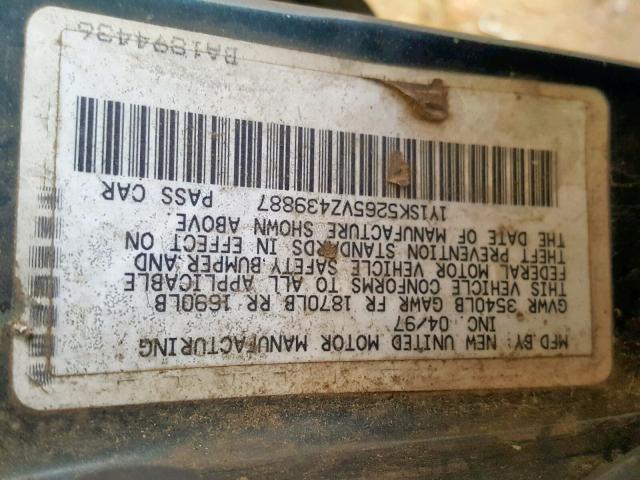 MFD BY: NEW UNITED MOTOR MANUFACTURING
INC 04/97
GVWR 3540LB GAWR FR 1870LB RR 1690LB
THIS VEHICLE CONFORMS TO ALL APPLICABLE
FEDERAL MOTOR VEHICLE SAFETY, BUMPER AND
THEFT PREVENTION STANDARDS IN EFFECT ON
THE DATE OF MANUFACTURE SHOWN ABOVE
1Y1SK5265VZ439887 PASS CAR
BA1894436